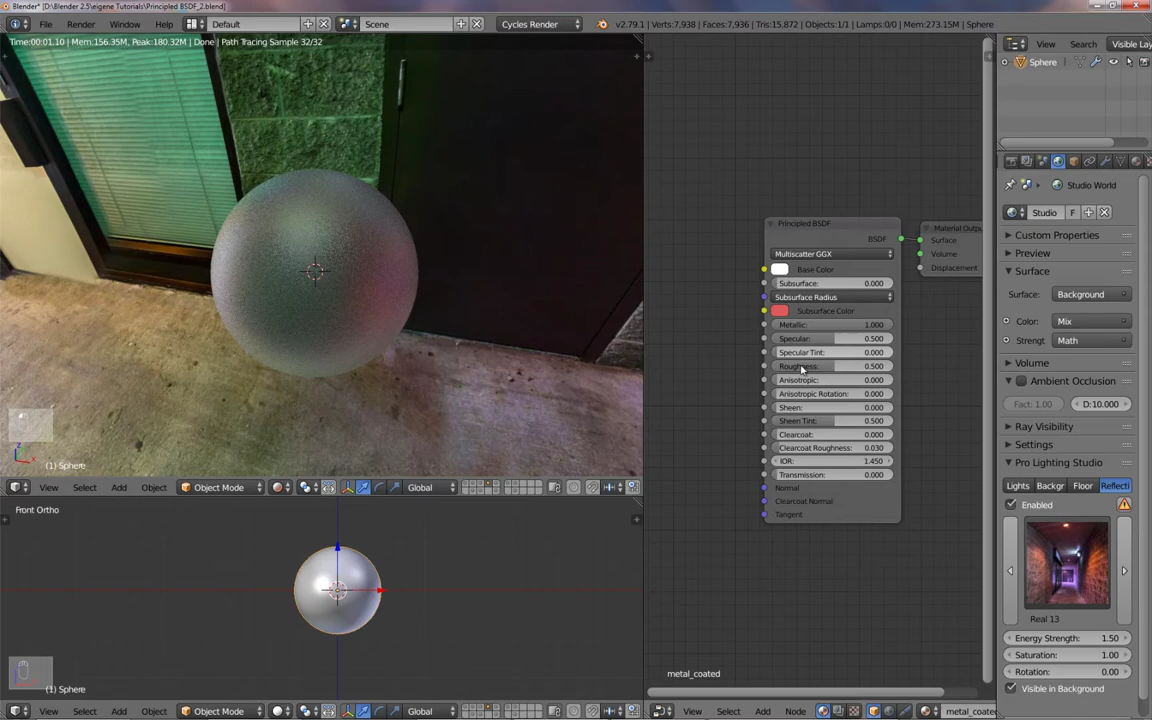 Blender* [D:\Blender 2.5\eigene Tutorials\Principled BSDF_2.blend]
File Render Window Help Default Scene Cycles Render v2.79.1 | Verts:7,938 | Faces:7,936 | Tris:15,872 | Objects:1/1 | Lamps:0/0 | Mem:273.15M | Sphere
Time:00:01.10 | Mem:156.35M, Peak:180.32M | Done | Path Tracing Sample 32/32
View Search Visible Lay
Sphere
Studio World
Studio F
Custom Properties
Preview
Surface
Surface: Background
Color: Mix
Strengt Math
Volume
Ambient Occlusion
Fact: 1.00 D:10.000
Ray Visibility
Settings
Pro Lighting Studio
Lights Backgr Floor Reflecti
Enabled
Real 13
Energy Strength: 1.50
Saturation: 1.00
Rotation: 0.00
Visible in Background
Principled BSDF
BSDF
Multiscatter GGX
Base Color
Subsurface: 0.000
Subsurface Radius
Subsurface Color
Metallic: 1.000
Specular: 0.500
Specular Tint: 0.000
Roughness: 0.500
Anisotropic: 0.000
Anisotropic Rotation: 0.000
Sheen: 0.000
Sheen Tint: 0.500
Clearcoat: 0.000
Clearcoat Roughness: 0.030
IOR: 1.450
Transmission: 0.000
Normal
Clearcoat Normal
Tangent
Material Outpu
Surface
Volume
Displacement
metal_coated
(1) Sphere
View Select Add Object Object Mode Global
Front Ortho
(1) Sphere
View Select Add Object Object Mode Global
View Select Add Node metal_coate